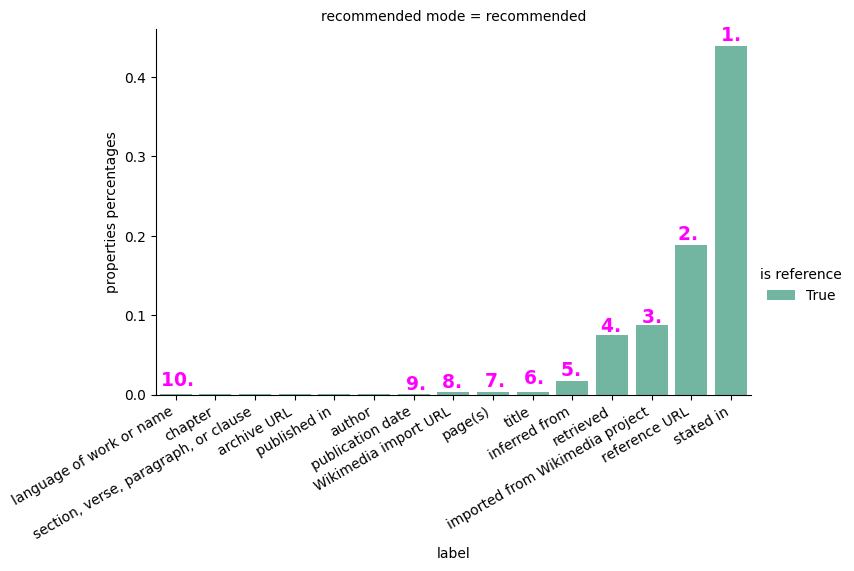 recommended mode = recommended
properties percentages
0.4
0.3
0.2
0.1
0.0
10.
9.
8.
7.
6.
5.
4.
3.
2.
1.
language of work or name
chapter
section, verse, paragraph, or clause
archive URL
published in
author
publication date
Wikimedia import URL
page(s)
title
inferred from
retrieved
imported from Wikimedia project
reference URL
stated in
label
is reference
True